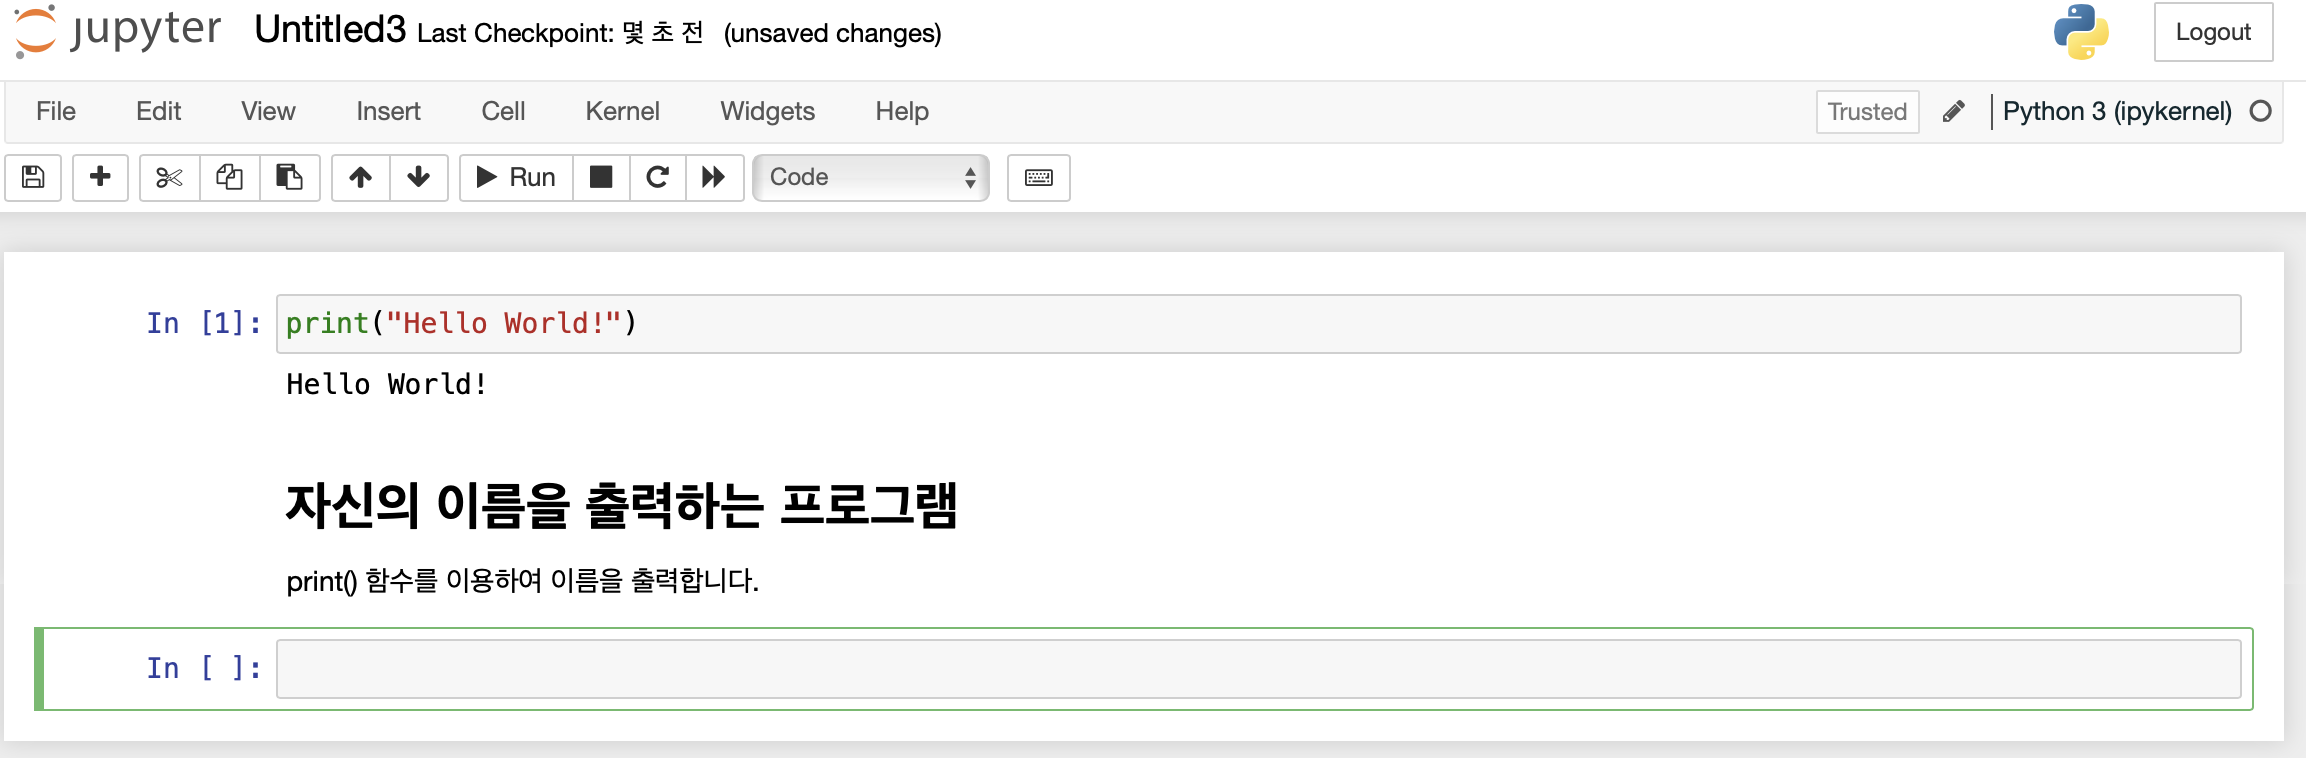 jupyter Untitled3 Last Checkpoint: 몇 초 전 (unsaved changes) Logout
File Edit View Insert Cell Kernel Widgets Help Trusted Python 3 (ipykernel)
Run Code
In [1]: print("Hello World!")
Hello World!
자신의 이름을 출력하는 프로그램
print() 함수를 이용하여 이름을 출력합니다.
In [ ]: